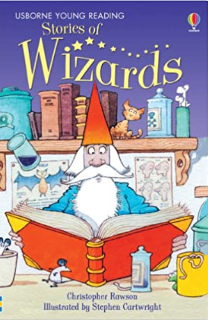 USBORNE YOUNG READING
Stories of
Wizards
Christopher Rawson
Illustrated by Stephen Cartwright